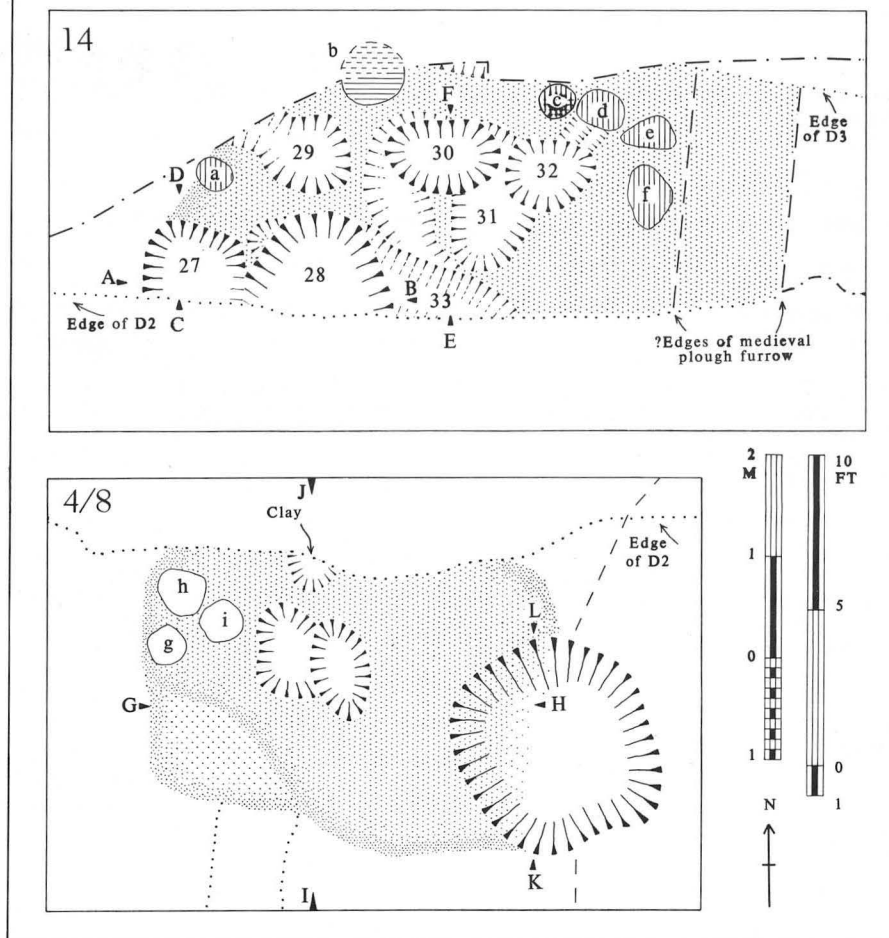 14
b
F
c
d
e
Edge
of D3
29
30
32
D
a
f
31
27
28
A
B
33
Edge of D2
C
E
?Edges of medieval
plough furrow
4/8
J
Clay
Edge
of D2
h
i
g
L
G
H
K
I
2
M
1
0
1
10
FT
5
0
1
N